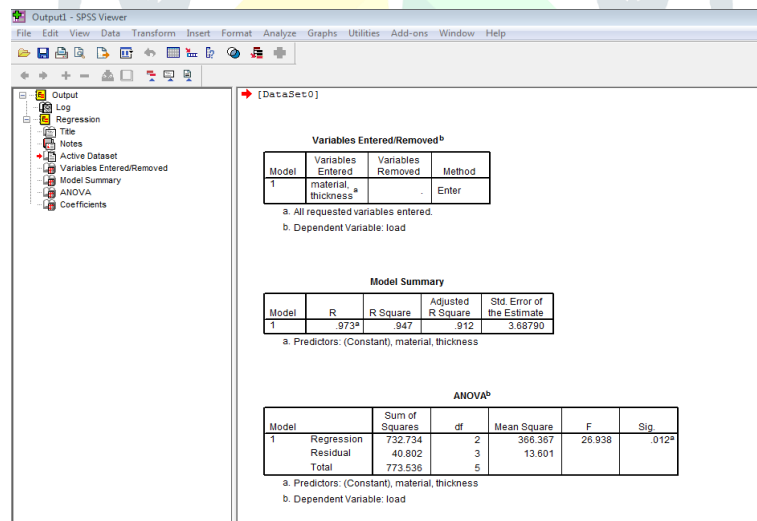 Output1 - SPSS Viewer
File Edit View Data Transform Insert Format Analyze Graphs Utilities Add-ons Window Help
Output
Log
Regression
Title
Notes
Active Dataset
Variables Entered/Removed
Model Summary
ANOVA
Coefficients
[DataSet0]
Variables Entered/Removed b
Model Variables Entered Variables Removed Method
1 material, thickness a . Enter
a. All requested variables entered.
b. Dependent Variable: load
Model Summary
Model R R Square Adjusted R Square Std. Error of the Estimate
1 .973a .947 .912 3.68790
a. Predictors: (Constant), material, thickness
ANOVAb
Model Sum of Squares df Mean Square F Sig.
1 Regression 732.734 2 366.367 26.938 .012a
Residual 40.802 3 13.601
Total 773.536 5
a. Predictors: (Constant), material, thickness
b. Dependent Variable: load